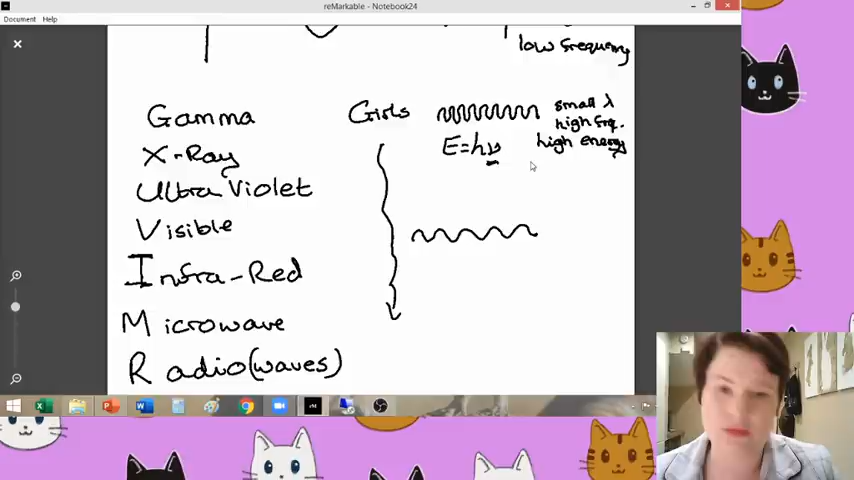 reMarkable - Notebook24
Document Help
low frequency
Gamma Girls small λ
high freq.
X-Ray E=hν high energy
Ultra Violet
Visible
Infra-Red
Microwave
Radio(waves)